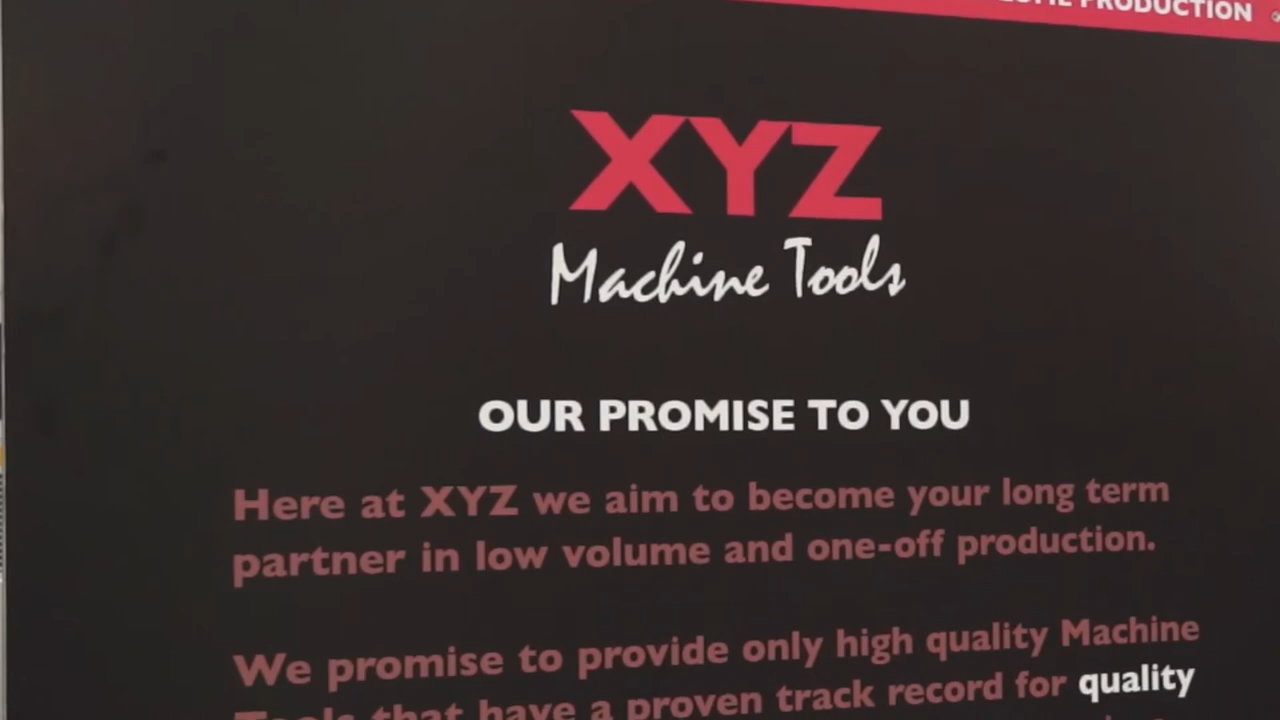 PRODUCTION
XYZ
Machine Tools
OUR PROMISE TO YOU
Here at XYZ we aim to become your long term
partner in low volume and one-off production.
We promise to provide only high quality Machine
Tools that have a proven track record for quality